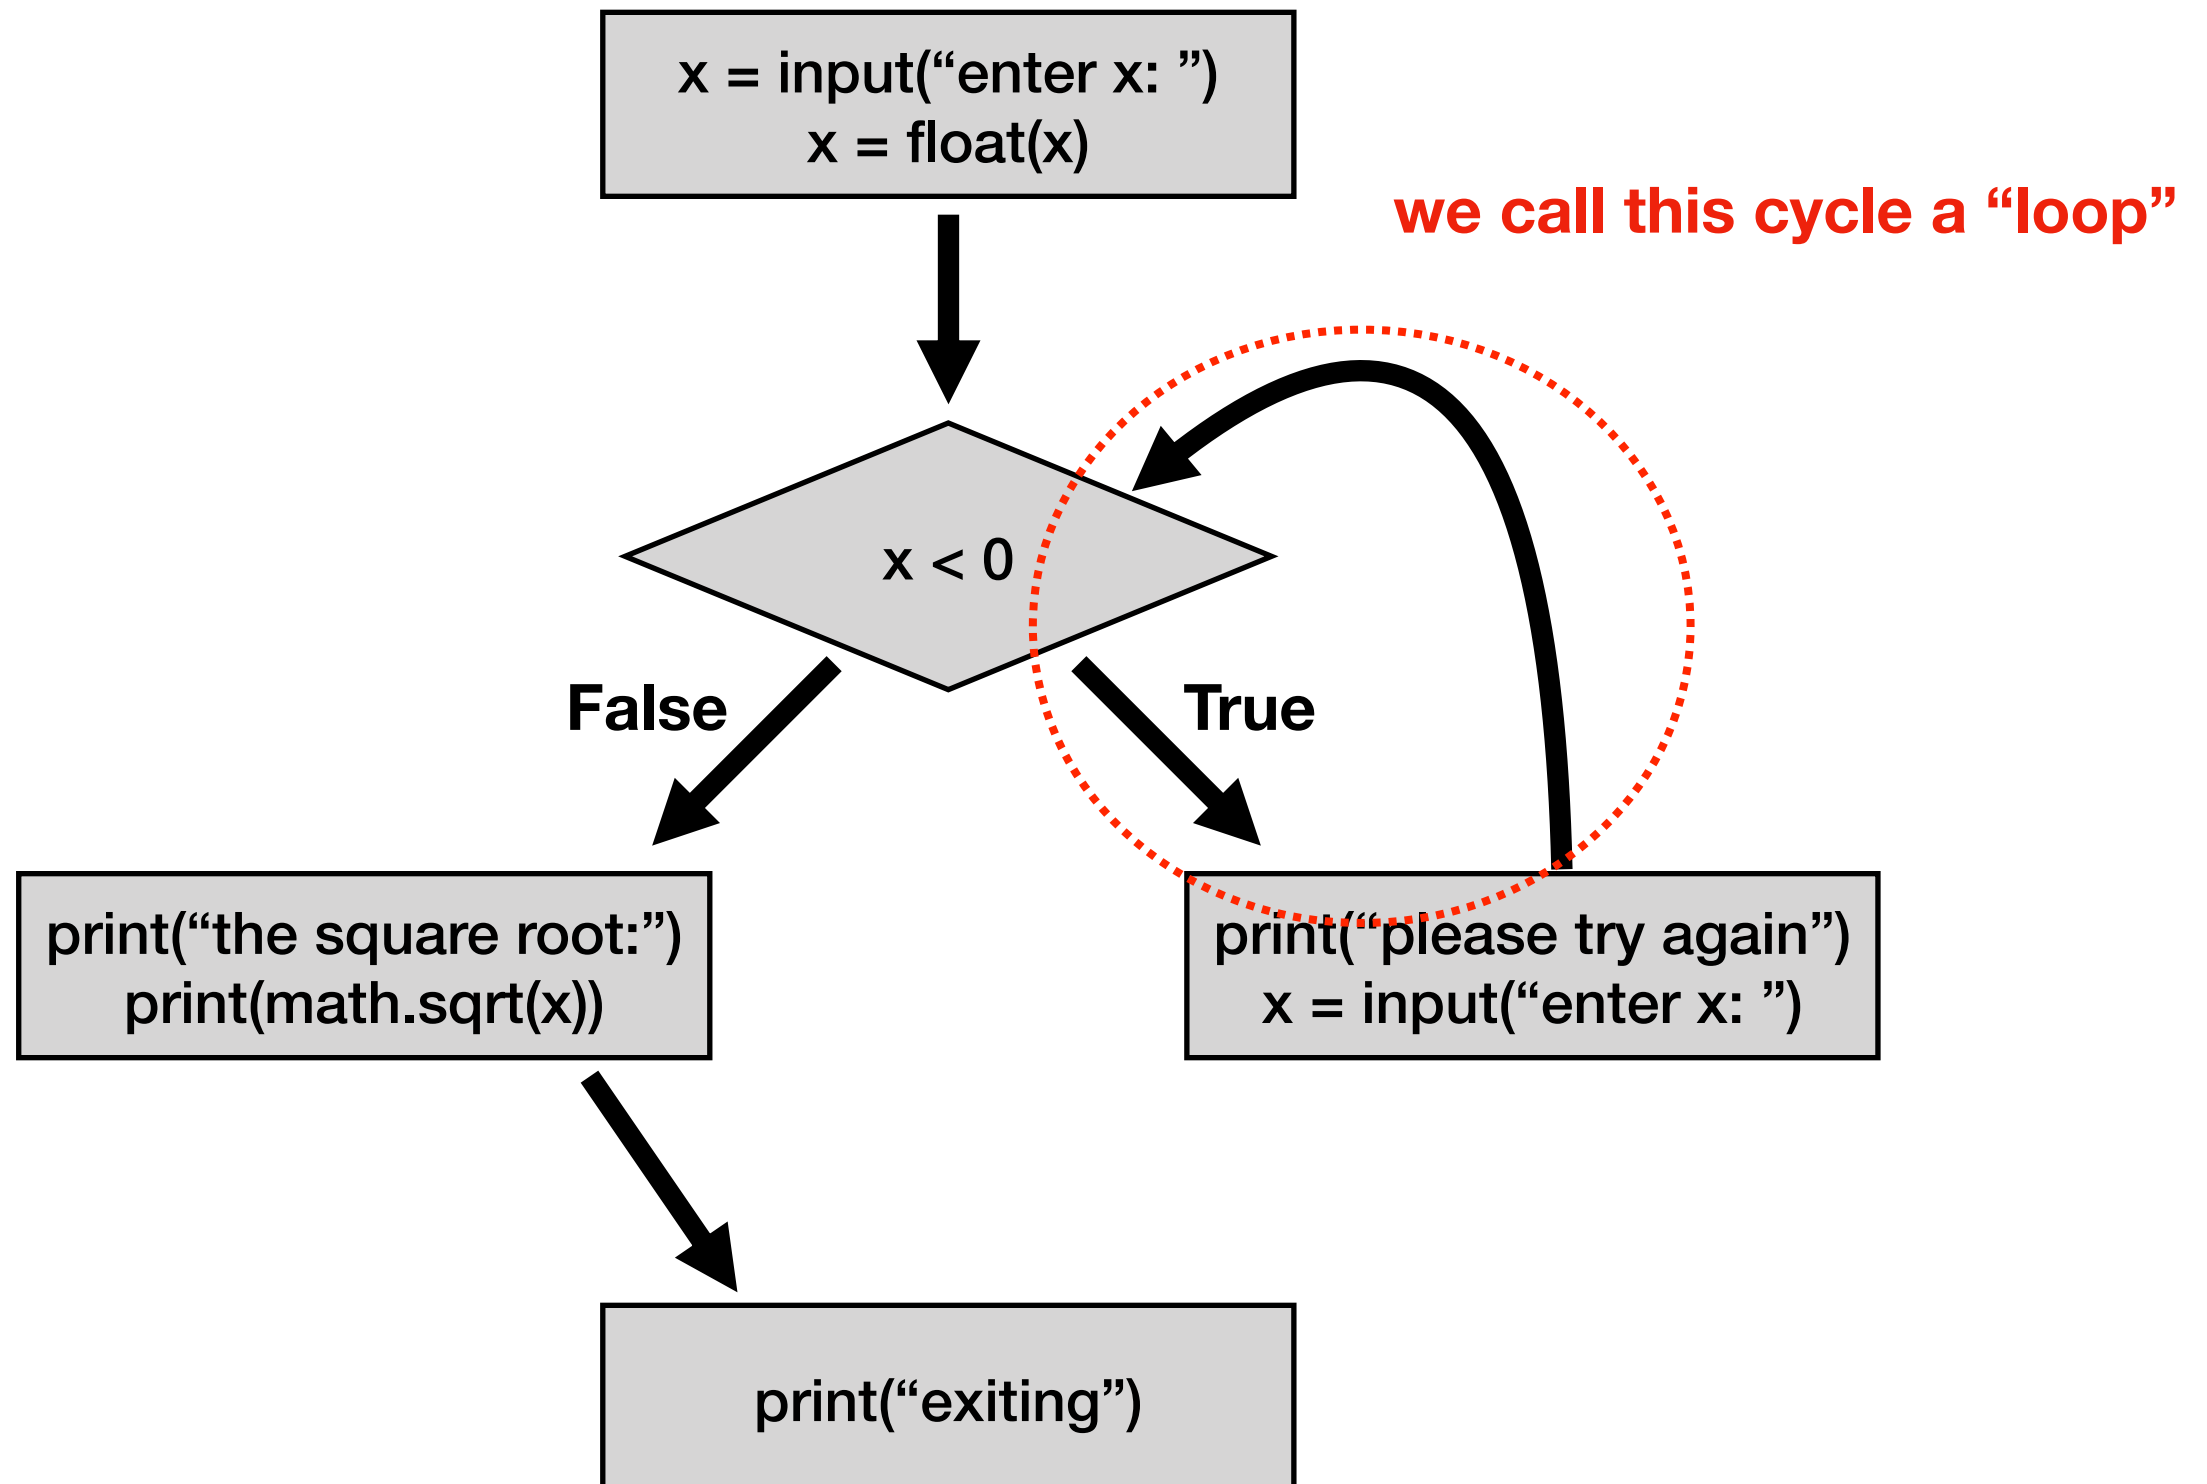 x = input(“enter x: ”)
x = float(x)
we call this cycle a “loop”
x < 0
False
True
print(“the square root:”)
print(math.sqrt(x))
print(“please try again”)
x = input(“enter x: ”)
print(“exiting”)